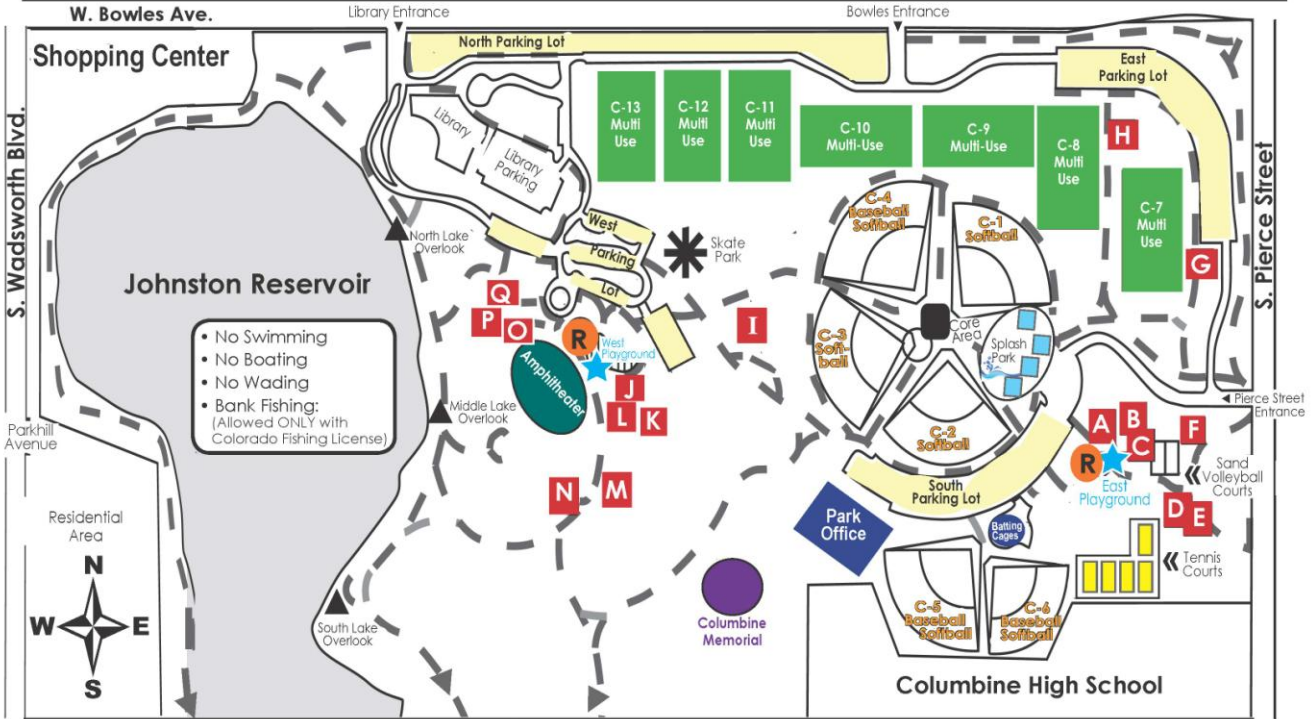 W. Bowles Ave.
Library Entrance
Bowles Entrance
Shopping Center
North Parking Lot
East
Parking Lot
S. Wadsworth Blvd.
S. Pierce Street
Library
Library
Parking
C-13
Multi
Use
C-12
Multi
Use
C-11
Multi
Use
C-10
Multi-Use
C-9
Multi-Use
C-8
Multi
Use
H
C-7
Multi
Use
G
C-4
Baseball
Softball
C-1
Softball
North Lake
Overlook
West
Parking
Lot
Skate
Park
Johnston Reservoir
• No Swimming
• No Boating
• No Wading
• Bank Fishing:
(Allowed ONLY with
Colorado Fishing License)
Q
P
O
R
West
Playground
I
Amphitheater
J
L
K
C-3
Soft-
ball
Core
Area
Splash
Park
Middle Lake
Overlook
Parkhill
Avenue
Pierce Street
Entrance
C-2
Softball
A
B
C
F
R
East
Playground
Sand
Volleyball
Courts
South
Parking Lot
N
M
D
E
Park
Office
Batting
Cages
Tennis
Courts
Residential
Area
N
W
E
S
South Lake
Overlook
Columbine
Memorial
C-5
Baseball
Softball
C-6
Baseball
Softball
Columbine High School